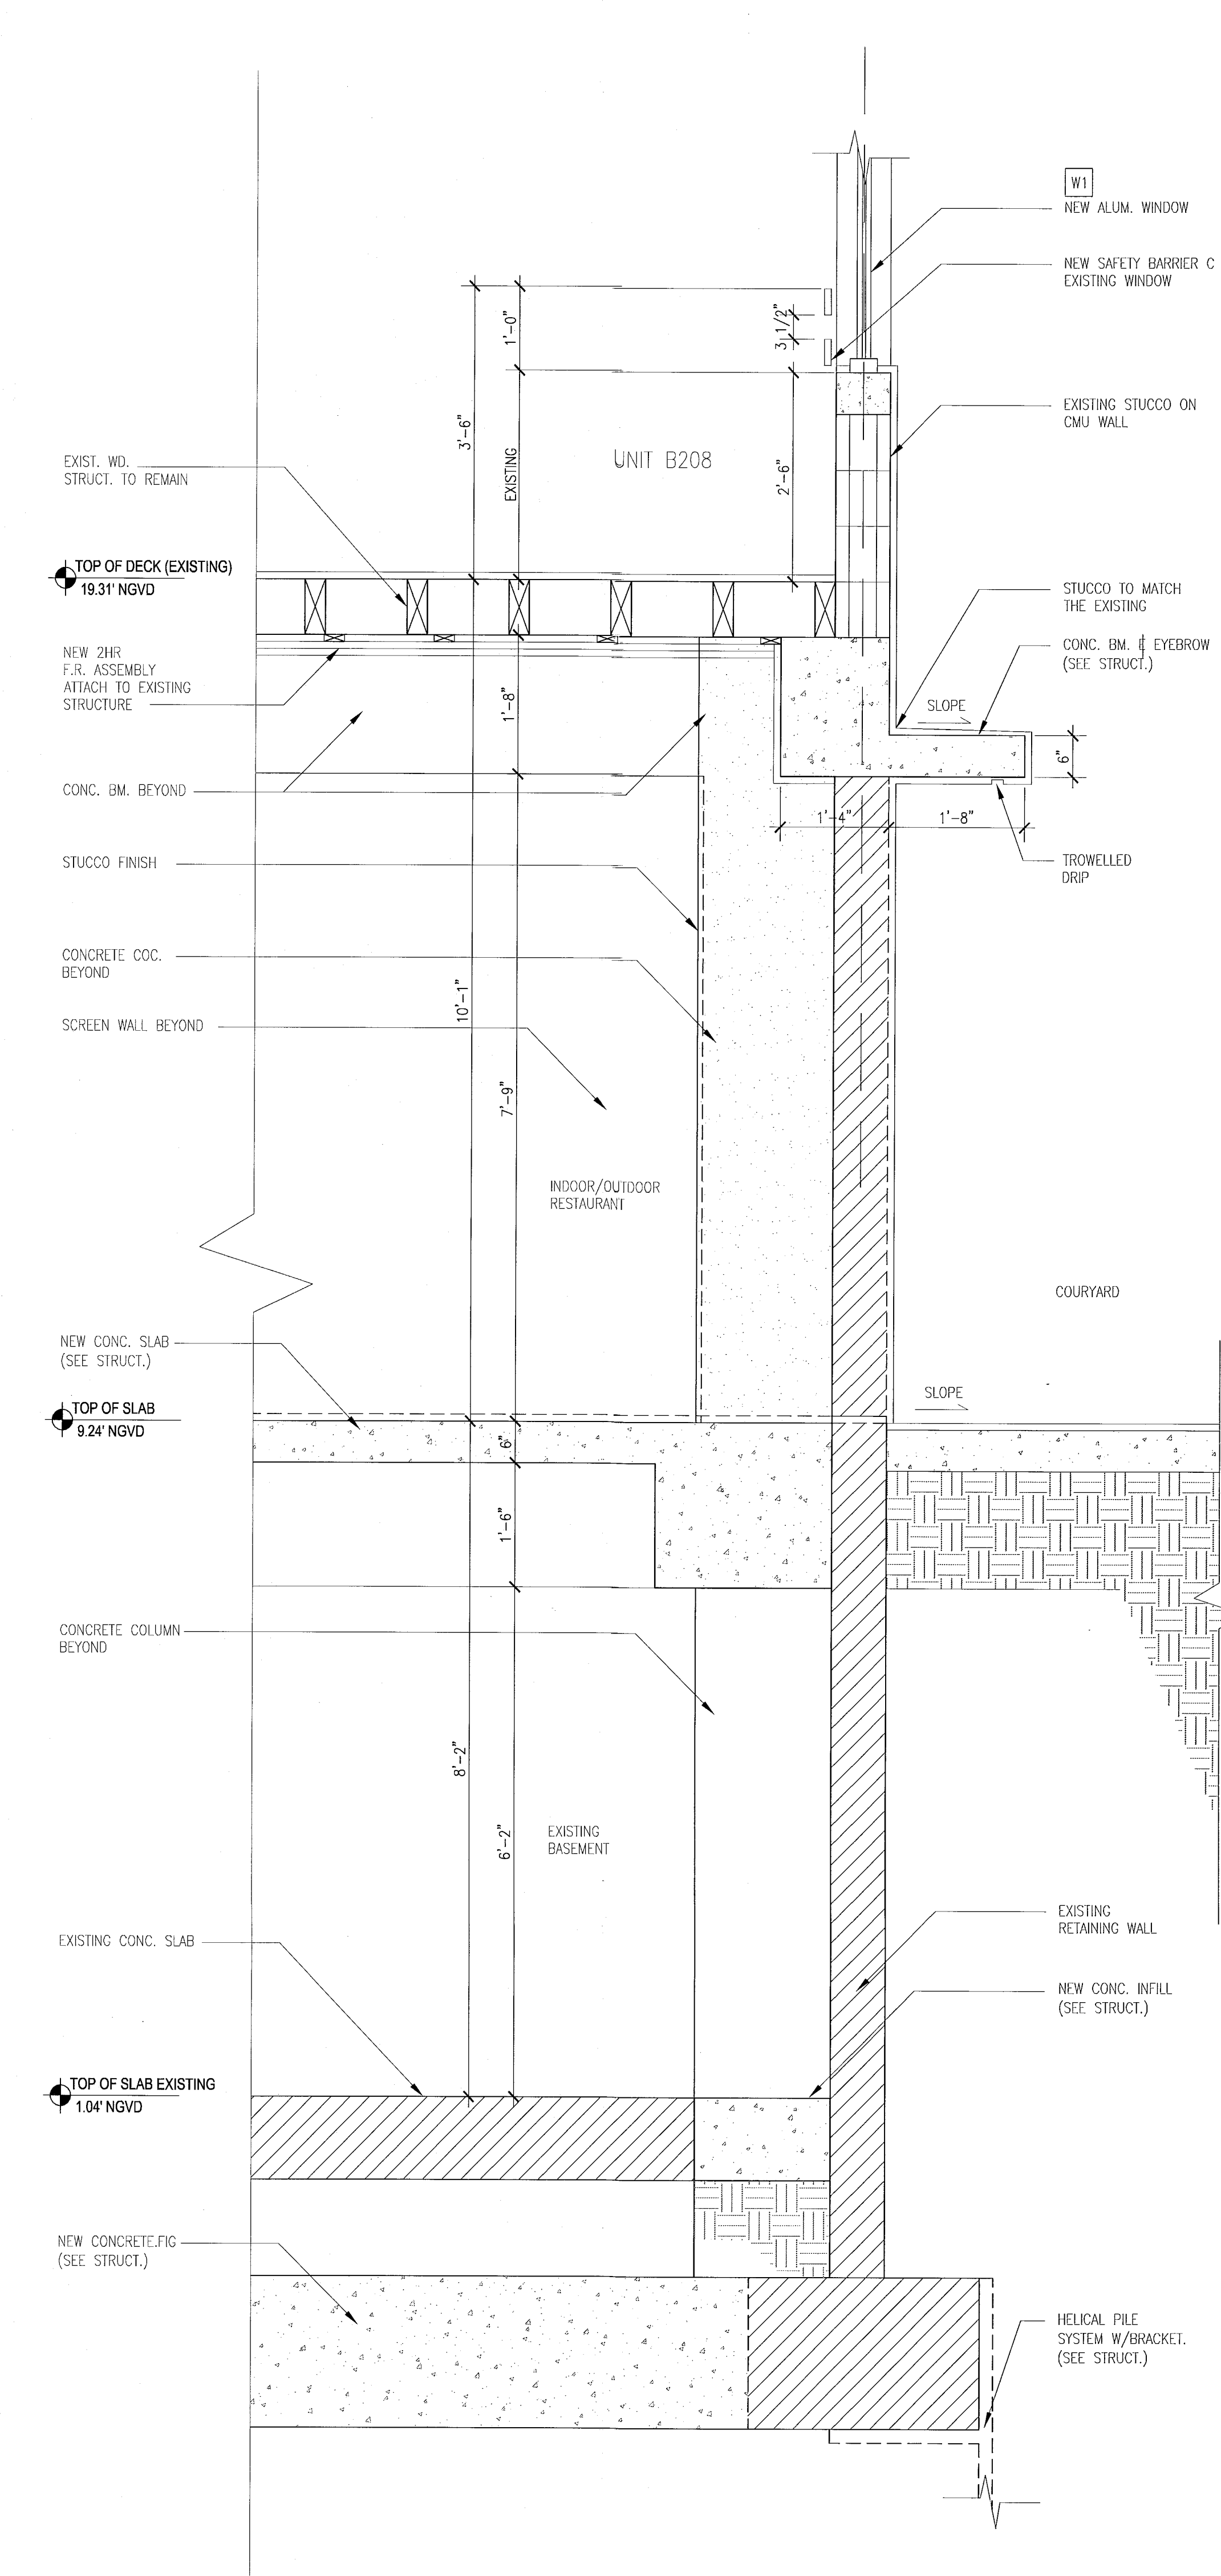 W1
NEW ALUM. WINDOW
NEW SAFETY BARRIER C
EXISTING WINDOW
1'-0"
3 1/2"
3'-6"
EXISTING
UNIT B208
2'-6"
EXISTING STUCCO ON
CMU WALL
EXIST. WD.
STRUCT. TO REMAIN
TOP OF DECK (EXISTING)
19.31' NGVD
STUCCO TO MATCH
THE EXISTING
NEW 2HR
F.R. ASSEMBLY
ATTACH TO EXISTING
STRUCTURE
CONC. BM. & EYEBROW
(SEE STRUCT.)
SLOPE
1'-8"
6"
CONC. BM. BEYOND
1'-4"
1'-8"
STUCCO FINISH
TROWELLED
DRIP
CONCRETE COC.
BEYOND
10'-1"
SCREEN WALL BEYOND
7'-9"
INDOOR/OUTDOOR
RESTAURANT
COURYARD
NEW CONC. SLAB
(SEE STRUCT.)
SLOPE
TOP OF SLAB
9.24' NGVD
6"
1'-6"
CONCRETE COLUMN
BEYOND
8'-2"
6'-2"
EXISTING
BASEMENT
EXISTING
RETAINING WALL
EXISTING CONC. SLAB
NEW CONC. INFILL
(SEE STRUCT.)
TOP OF SLAB EXISTING
1.04' NGVD
NEW CONCRETE.FIG
(SEE STRUCT.)
HELICAL PILE
SYSTEM W/BRACKET.
(SEE STRUCT.)